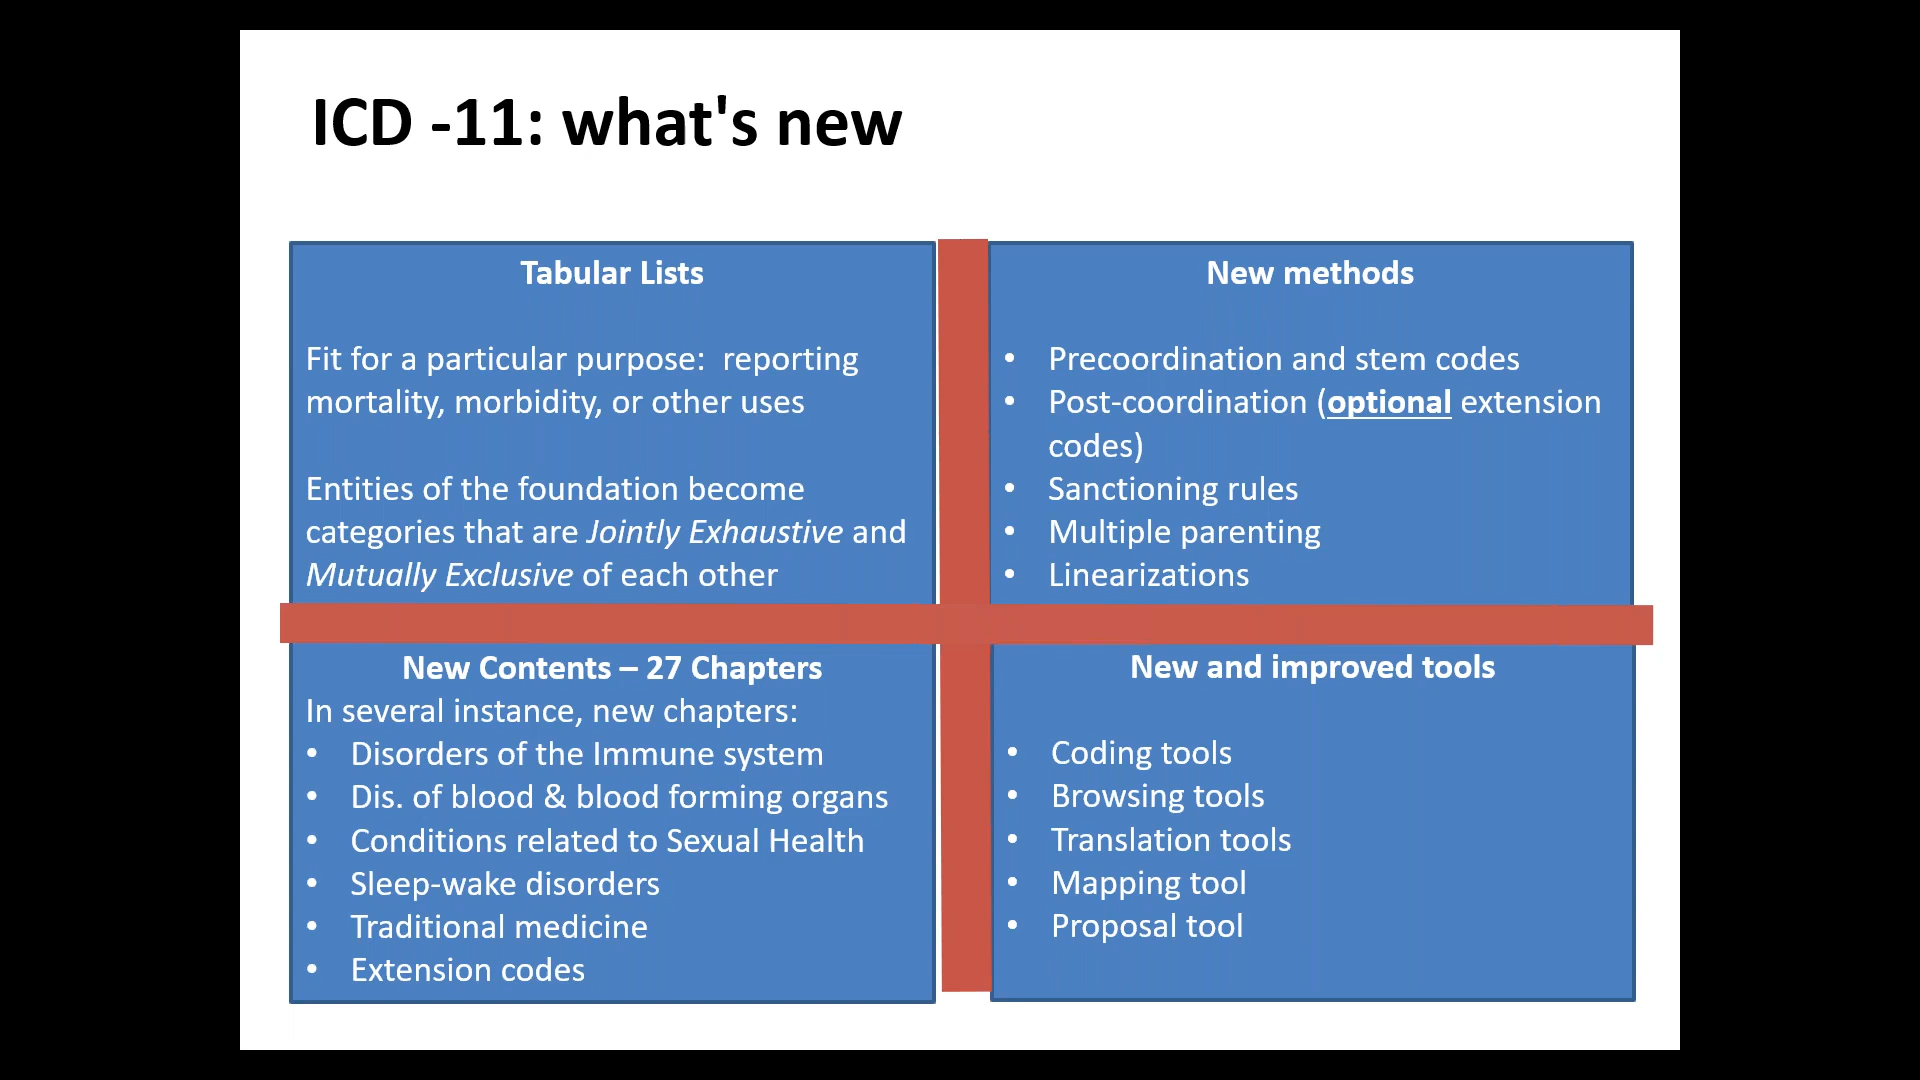 ICD -11: what's new
Tabular Lists
Fit for a particular purpose:  reporting
mortality, morbidity, or other uses
Entities of the foundation become
categories that are Jointly Exhaustive and
Mutually Exclusive of each other
New methods
• Precoordination and stem codes
• Post-coordination (optional extension
codes)
• Sanctioning rules
• Multiple parenting
• Linearizations
New Contents – 27 Chapters
In several instance, new chapters:
• Disorders of the Immune system
• Dis. of blood & blood forming organs
• Conditions related to Sexual Health
• Sleep-wake disorders
• Traditional medicine
• Extension codes
New and improved tools
• Coding tools
• Browsing tools
• Translation tools
• Mapping tool
• Proposal tool